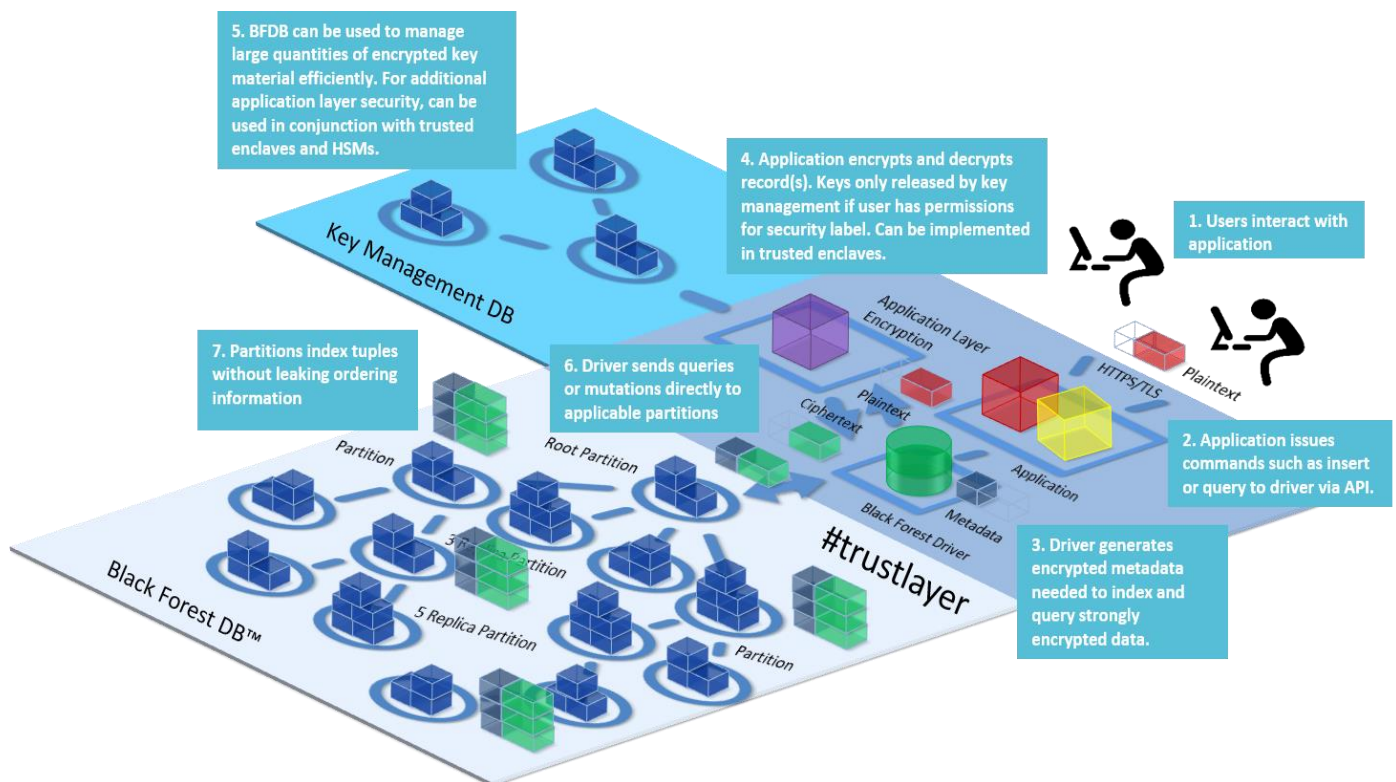 5. BFDB can be used to manage
large quantities of encrypted key
material efficiently. For additional
application layer security, can be
used in conjunction with trusted
enclaves and HSMs.
4. Application encrypts and decrypts
record(s). Keys only released by key
management if user has permissions
for security label. Can be implemented
in trusted enclaves.
1. Users interact with
application
Key Management DB
Application Layer
Encryption
7. Partitions index tuples
without leaking ordering
information
6. Driver sends queries
or mutations directly to
applicable partitions
HTTPS/TLS
Plaintext
Plaintext
Ciphertext
2. Application issues
commands such as insert
or query to driver via API.
Application
Metadata
Black Forest Driver
Partition
Root Partition
#trustlayer
3. Driver generates
encrypted metadata
needed to index and
query strongly
encrypted data.
3 Partition
5 Replica Partition
Partition
Black Forest DB™